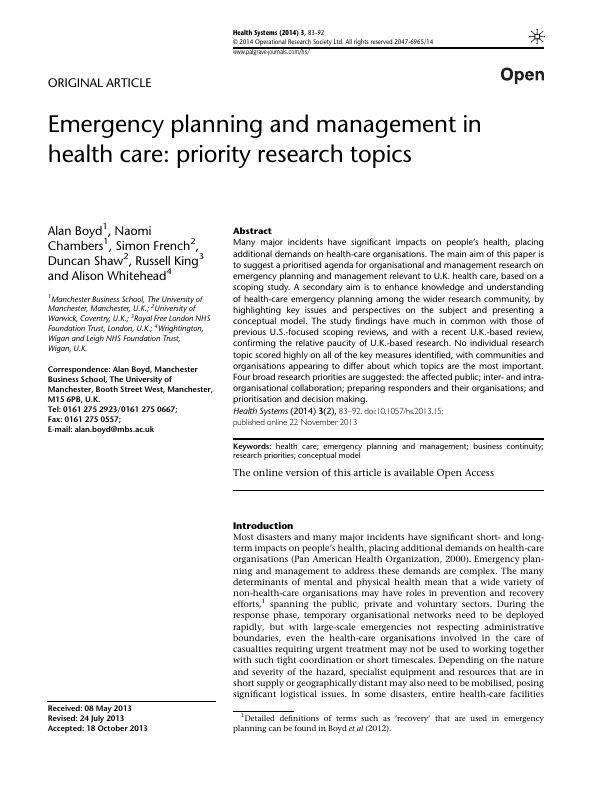 Health Systems (2014) 3, 83–92
© 2014 Operational Research Society Ltd. All rights reserved 2047-6965/14
www.palgrave-journals.com/hs/
Open
ORIGINAL ARTICLE
Emergency planning and management in
health care: priority research topics
Alan Boyd1, Naomi
Chambers1, Simon French2,
Duncan Shaw2, Russell King3
and Alison Whitehead4
1Manchester Business School, The University of
Manchester, Manchester, U.K.; 2University of
Warwick, Coventry, U.K.; 3Royal Free London NHS
Foundation Trust, London, U.K.; 4Wrightington,
Wigan and Leigh NHS Foundation Trust,
Wigan, U.K.
Correspondence: Alan Boyd, Manchester
Business School, The University of
Manchester, Booth Street West, Manchester,
M15 6PB, U.K.
Tel: 0161 275 2923/0161 275 0667;
Fax: 0161 275 0557;
E-mail: alan.boyd@mbs.ac.uk
Abstract
Many major incidents have significant impacts on people's health, placing
additional demands on health-care organisations. The main aim of this paper is
to suggest a prioritised agenda for organisational and management research on
emergency planning and management relevant to U.K. health care, based on a
scoping study. A secondary aim is to enhance knowledge and understanding
of health-care emergency planning among the wider research community, by
highlighting key issues and perspectives on the subject and presenting a
conceptual model. The study findings have much in common with those of
previous U.S.-focused scoping reviews, and with a recent U.K.-based review,
confirming the relative paucity of U.K.-based research. No individual research
topic scored highly on all of the key measures identified, with communities and
organisations appearing to differ about which topics are the most important.
Four broad research priorities are suggested: the affected public; inter- and intra-
organisational collaboration; preparing responders and their organisations; and
prioritisation and decision making.
Health Systems (2014) 3(2), 83–92. doi:10.1057/hs.2013.15;
published online 22 November 2013
Keywords: health care; emergency planning and management; business continuity;
research priorities; conceptual model
The online version of this article is available Open Access
Introduction
Most disasters and many major incidents have significant short- and long-
term impacts on people's health, placing additional demands on health-care
organisations (Pan American Health Organization, 2000). Emergency plan-
ning and management to address these demands are complex. The many
determinants of mental and physical health mean that a wide variety of
non-health-care organisations may have roles in prevention and recovery
efforts,1 spanning the public, private and voluntary sectors. During the
response phase, temporary organisational networks need to be deployed
rapidly, but with large-scale emergencies not respecting administrative
boundaries, even the health-care organisations involved in the care of
casualties requiring urgent treatment may not be used to working together
with such tight coordination or short timescales. Depending on the nature
and severity of the hazard, specialist equipment and resources that are in
short supply or geographically distant may also need to be mobilised, posing
significant logistical issues. In some disasters, entire health-care facilities
Received: 08 May 2013
Revised: 24 July 2013
Accepted: 18 October 2013
1Detailed definitions of terms such as 'recovery' that are used in emergency
planning can be found in Boyd et al (2012).